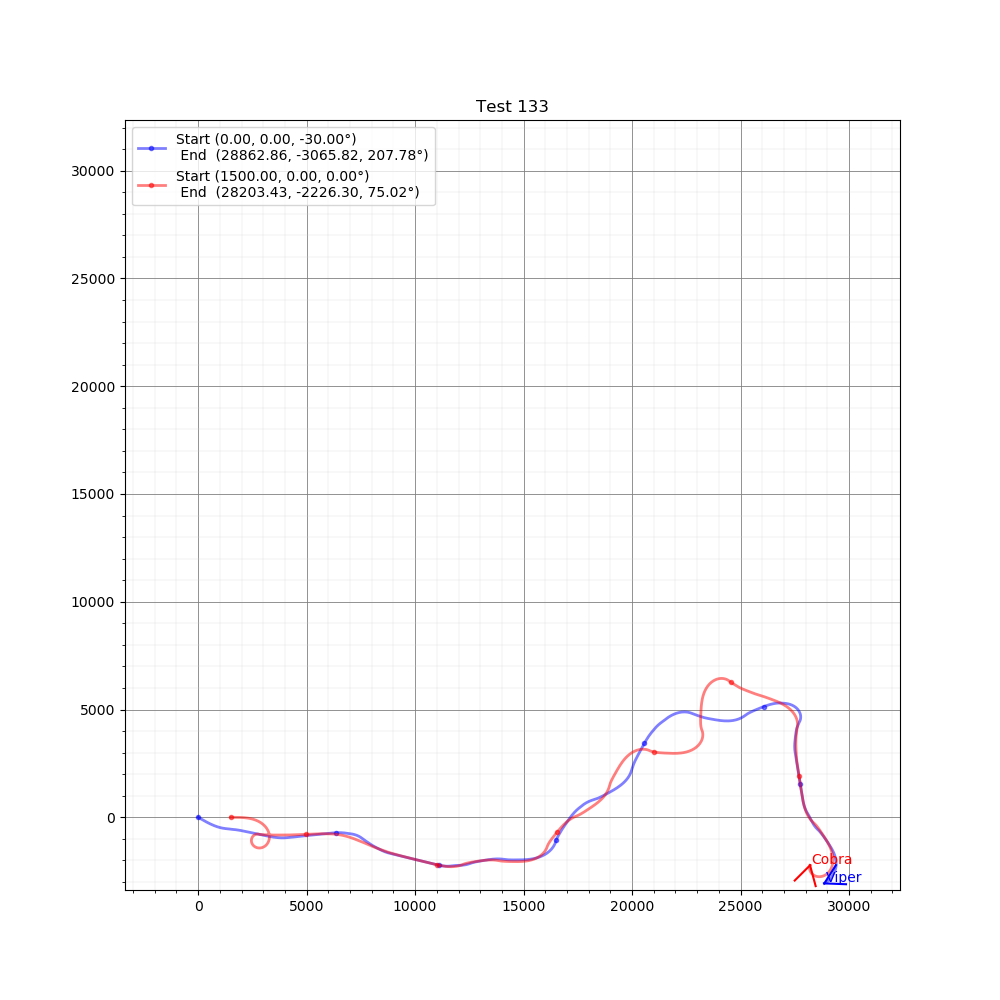 Test 133
Start (0.00, 0.00, -30.00°)
End (28862.86, -3065.82, 207.78°)
Start (1500.00, 0.00, 0.00°)
End (28203.43, -2226.30, 75.02°)
30000
25000
20000
15000
10000
5000
0
Cobra
Viper
0 5000 10000 15000 20000 25000 30000